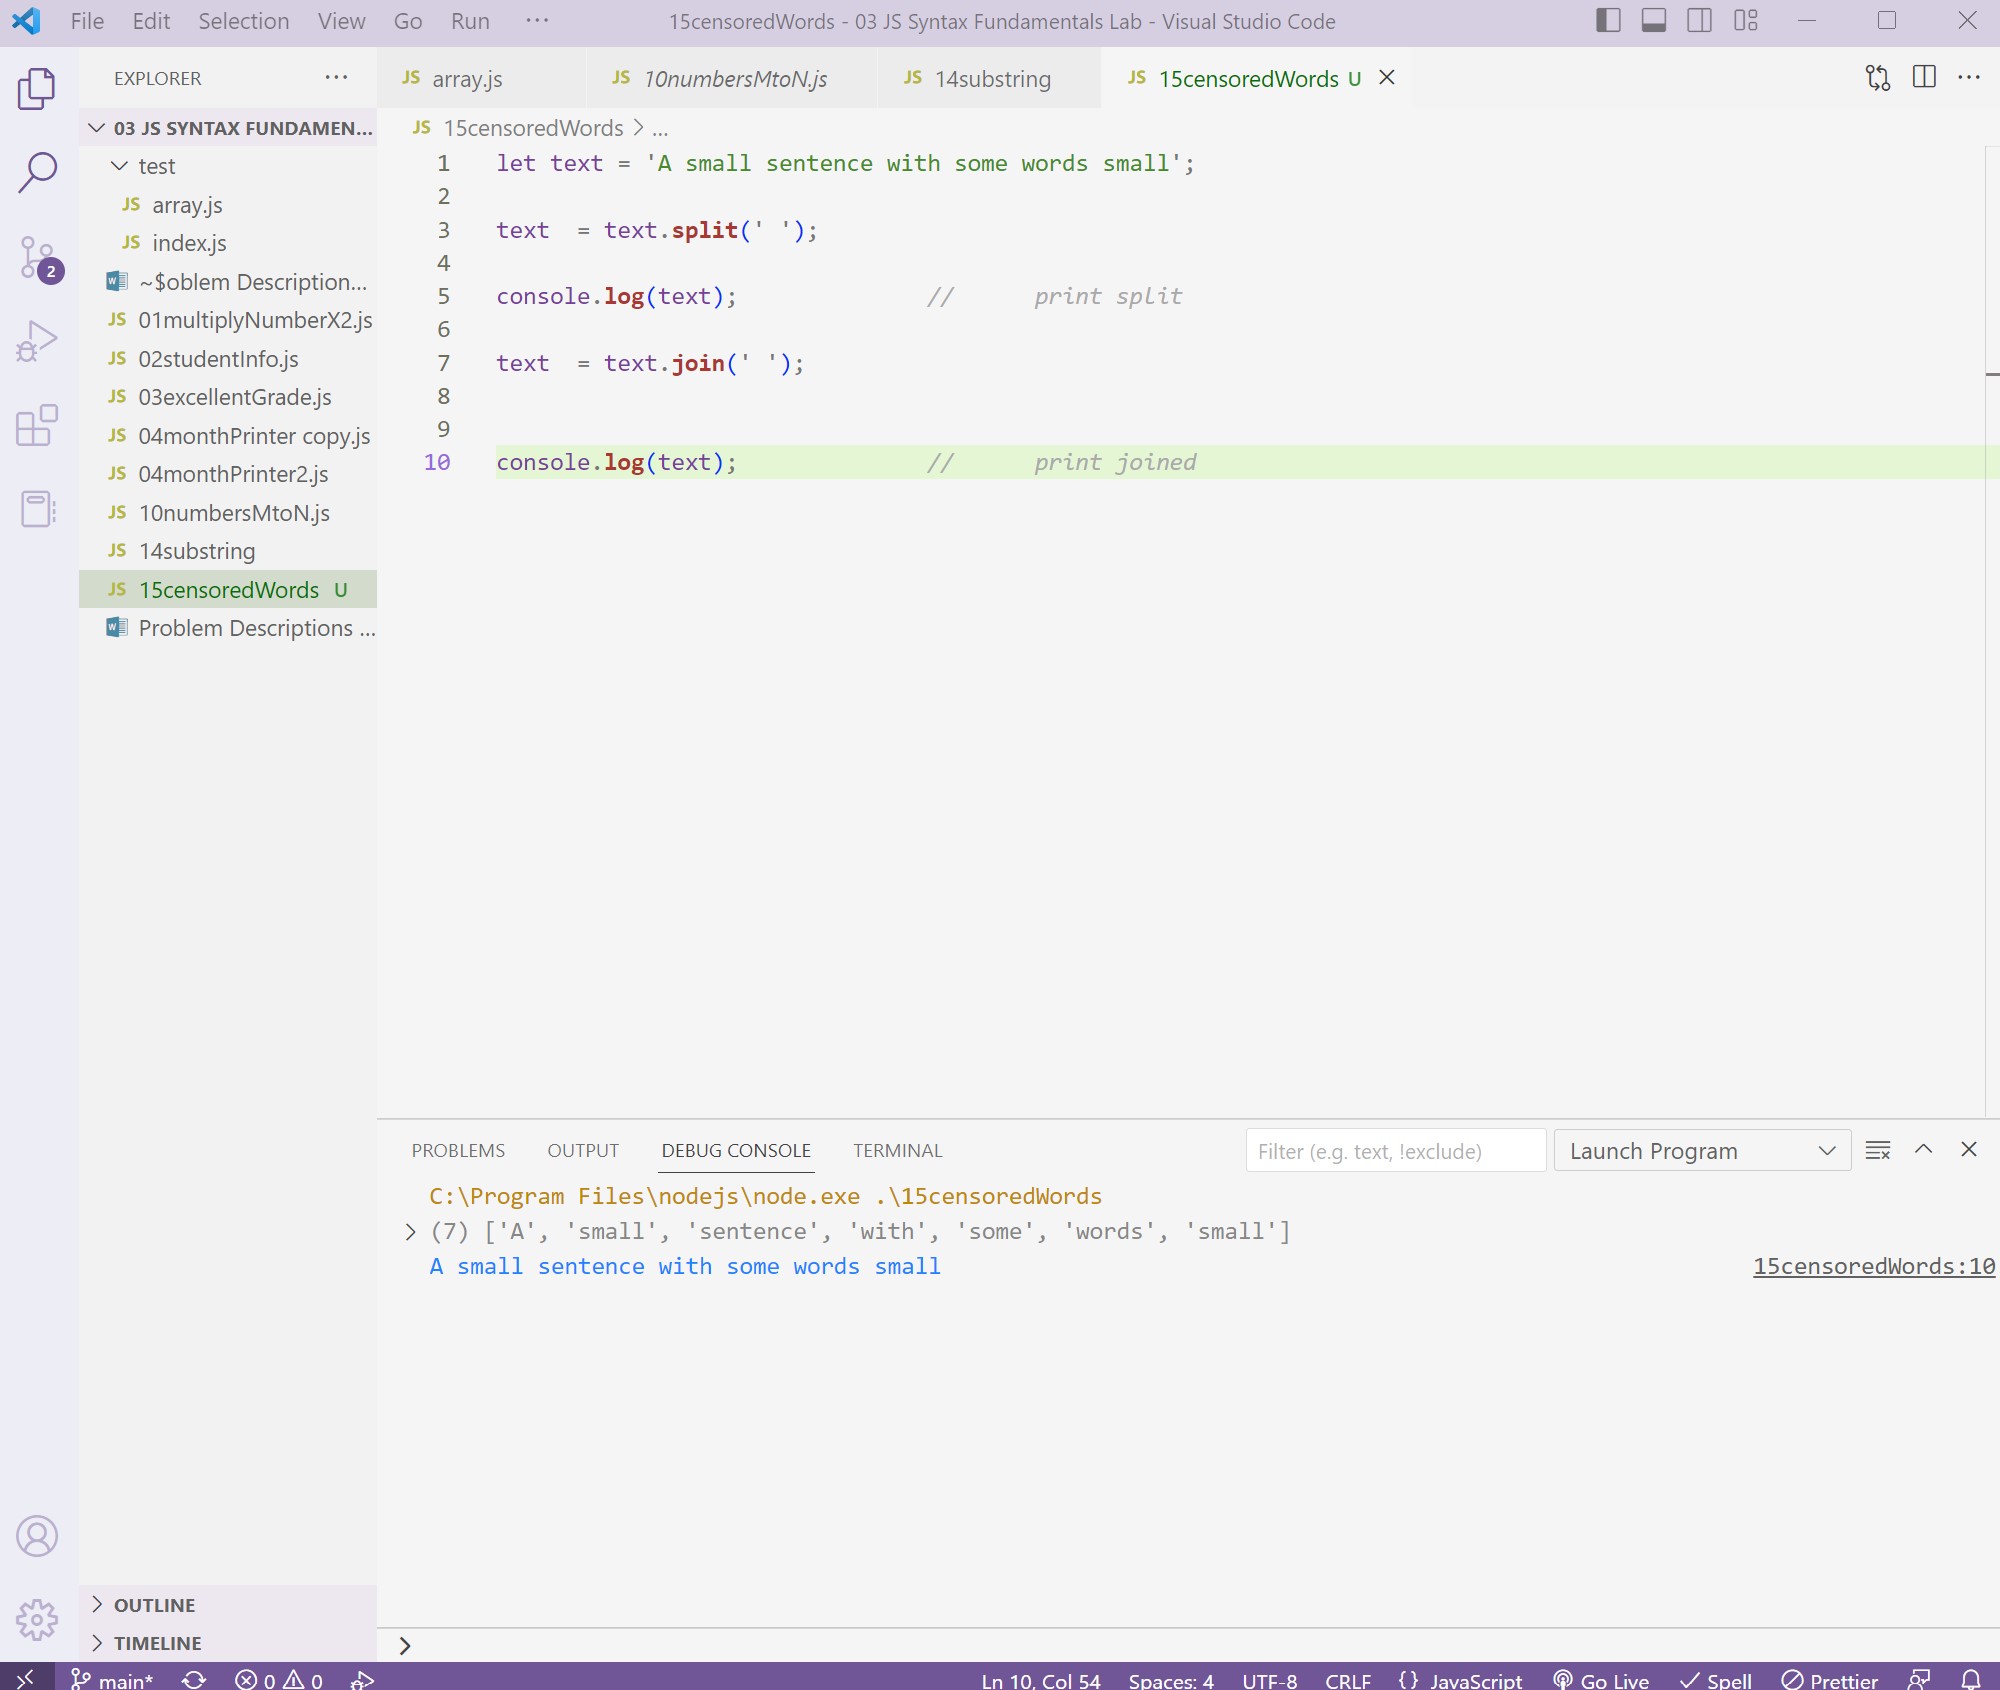 File Edit Selection View Go Run ··· 15censoredWords - 03 JS Syntax Fundamentals Lab - Visual Studio Code
EXPLORER ···
JS array.js JS 10numbersMtoN.js JS 14substring JS 15censoredWords U
03 JS SYNTAX FUNDAMEN...
test
JS array.js
JS index.js
~$oblem Description...
JS 01multiplyNumberX2.js
JS 02studentInfo.js
JS 03excellentGrade.js
JS 04monthPrinter copy.js
JS 04monthPrinter2.js
JS 10numbersMtoN.js
JS 14substring
JS 15censoredWords U
Problem Descriptions ...
2
OUTLINE
TIMELINE
JS 15censoredWords > ...
1 let text = 'A small sentence with some words small';
2
3 text  = text.split(' ');
4
5 console.log(text); // print split
6
7 text  = text.join(' ');
8
9
10 console.log(text); // print joined
PROBLEMS OUTPUT DEBUG CONSOLE TERMINAL Filter (e.g. text, !exclude) Launch Program
C:\Program Files\nodejs\node.exe .\15censoredWords
> (7) ['A', 'small', 'sentence', 'with', 'some', 'words', 'small']
A small sentence with some words small 15censoredWords:10
>
main* 0 0 Ln 10, Col 54 Spaces: 4 UTF-8 CRLF {} JavaScript Go Live Spell Prettier